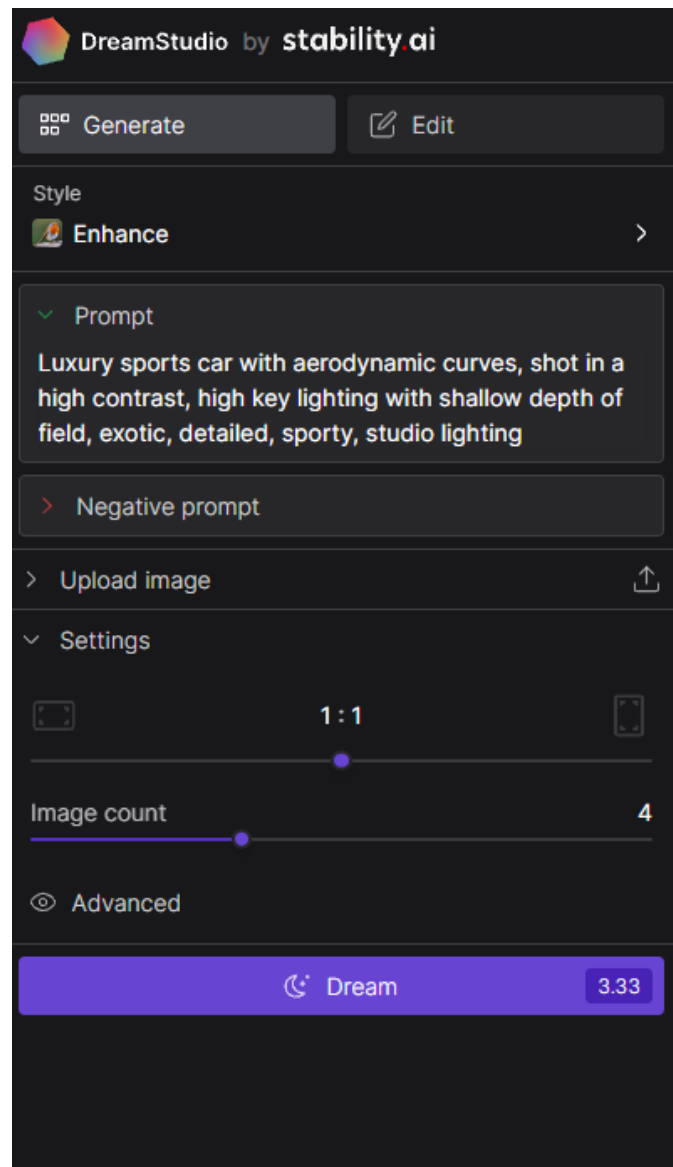 DreamStudio by stability.ai
Generate
Edit
Style
Enhance
Prompt
Luxury sports car with aerodynamic curves, shot in a
high contrast, high key lighting with shallow depth of
field, exotic, detailed, sporty, studio lighting
Negative prompt
Upload image
Settings
1:1
Image count 4
Advanced
Dream 3.33